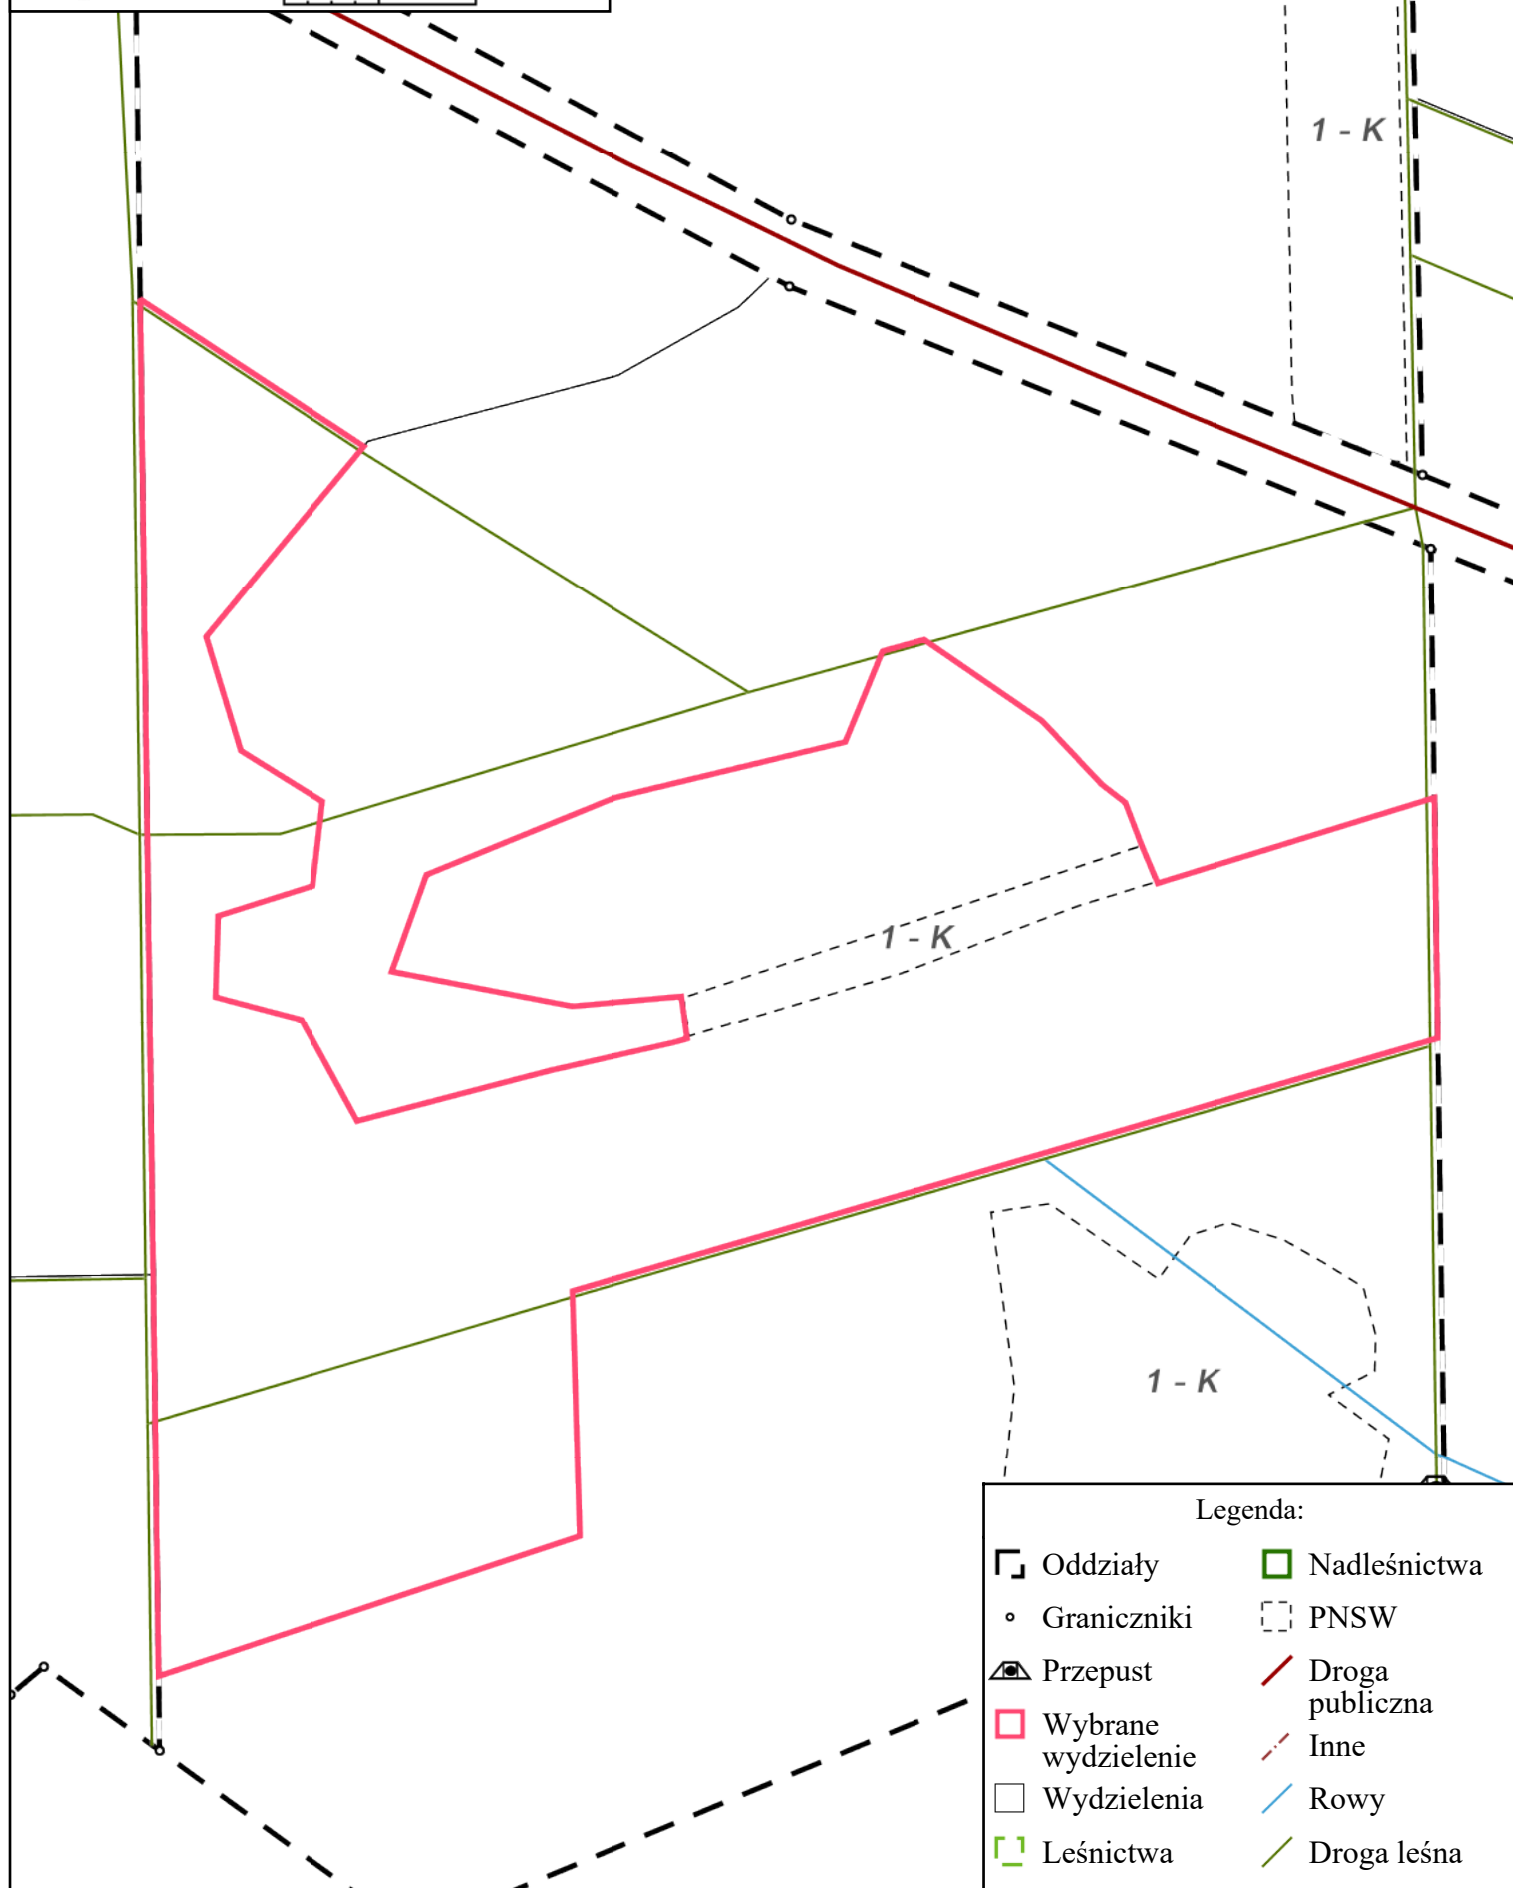 1 - K
1 - K
1 - K
Legenda:
Oddziały
Graniczniki
Przepust
Wybrane
wydzielenie
Wydzielenia
Leśnictwa
Nadleśnictwa
PNSW
Droga
publiczna
Inne
Rowy
Droga leśna